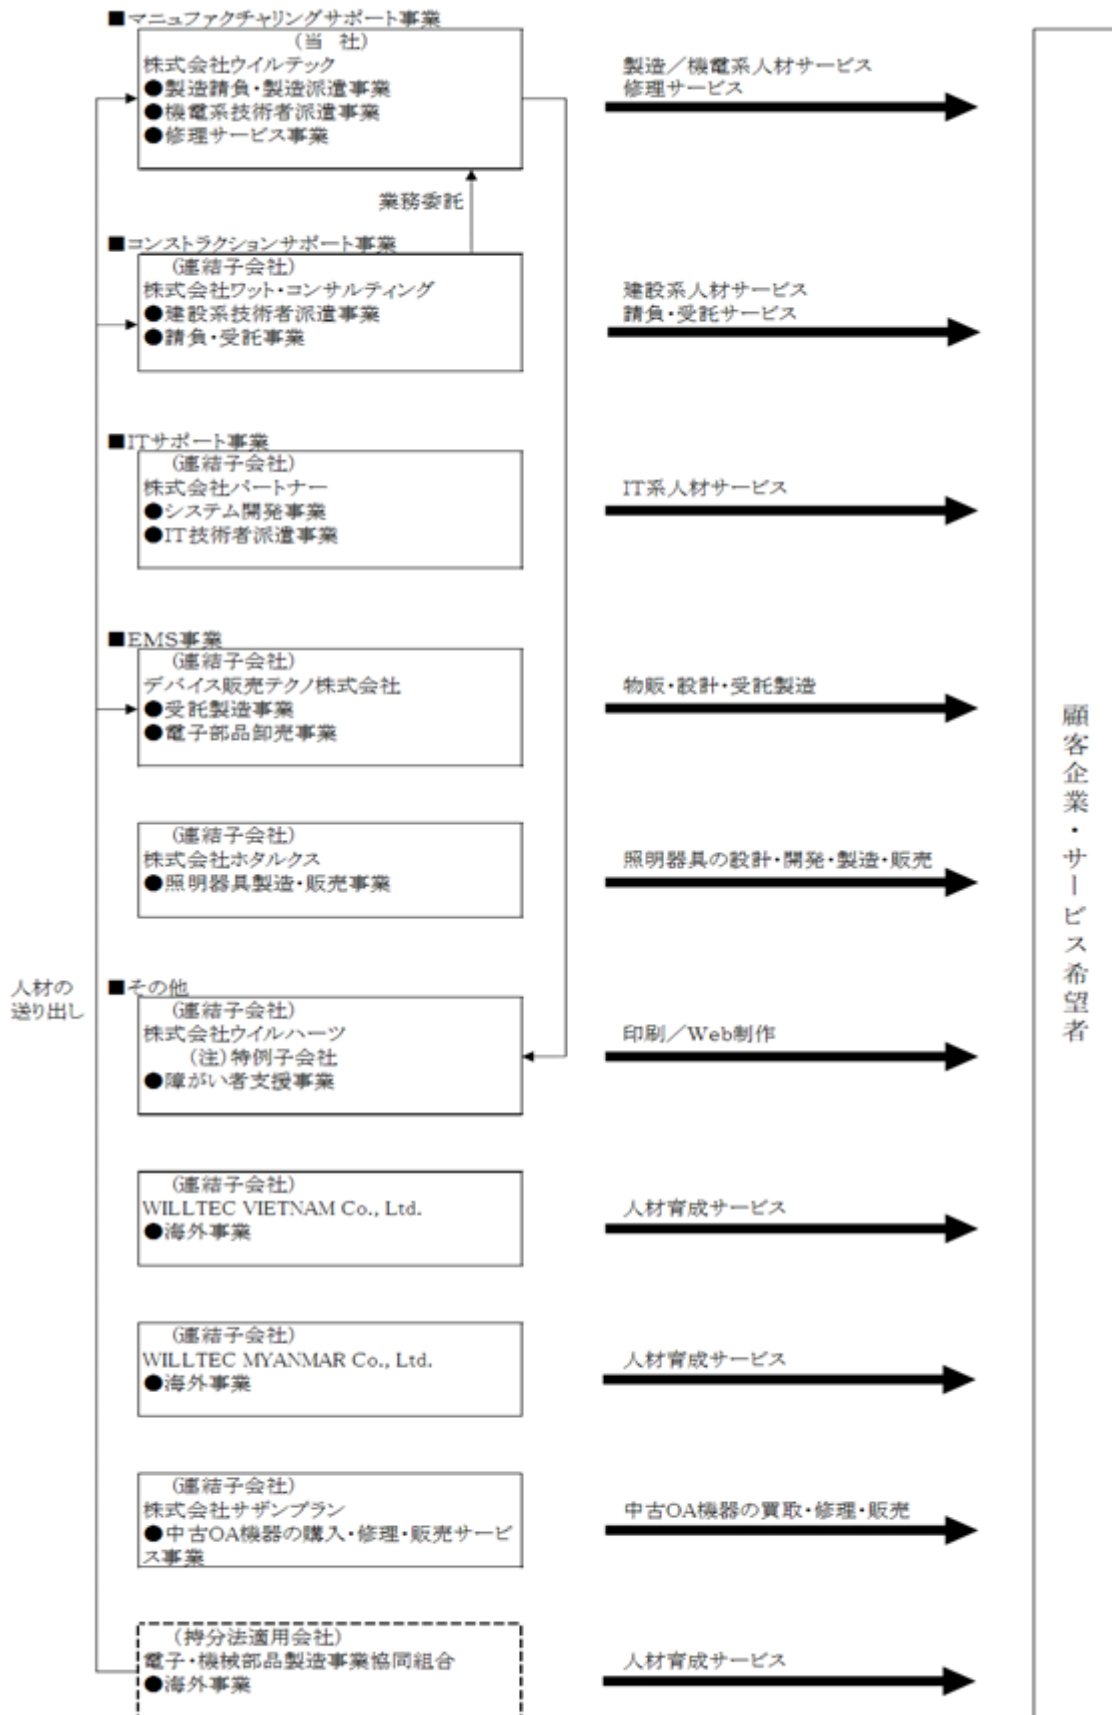 ■マニュファクチャリングサポート事業
(当 社)
株式会社ウイルテック
●製造請負・製造派遣事業
●機電系技術者派遣事業
●修理サービス事業
製造／機電系人材サービス
修理サービス
業務委託
■コンストラクションサポート事業
(連結子会社)
株式会社ワット・コンサルティング
●建設系技術者派遣事業
●請負・受託事業
建設系人材サービス
請負・受託サービス
■ITサポート事業
(連結子会社)
株式会社パートナー
●システム開発事業
●IT技術者派遣事業
IT系人材サービス
■EMS事業
(連結子会社)
デバイス販売テクノ株式会社
●受託製造事業
●電子部品卸売事業
物販・設計・受託製造
(連結子会社)
株式会社ホタルクス
●照明器具製造・販売事業
照明器具の設計・開発・製造・販売
人材の
送り出し
■その他
(連結子会社)
株式会社ウイルハーツ
(注)特例子会社
●障がい者支援事業
印刷／Web制作
(連結子会社)
WILLTEC VIETNAM Co., Ltd.
●海外事業
人材育成サービス
(連結子会社)
WILLTEC MYANMAR Co., Ltd.
●海外事業
人材育成サービス
(連結子会社)
株式会社サザンプラン
●中古OA機器の購入・修理・販売サービ
ス事業
中古OA機器の買取・修理・販売
(持分法適用会社)
電子・機械部品製造事業協同組合
●海外事業
人材育成サービス
顧客企業・サービス希望者